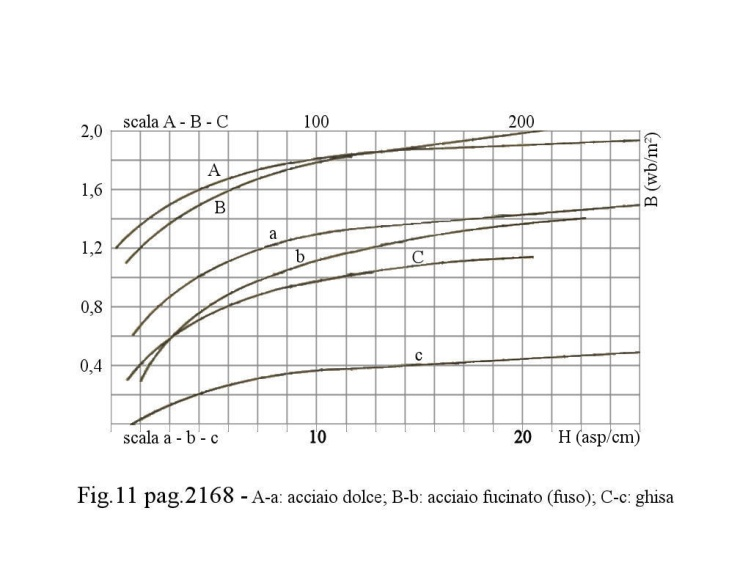 scala A - B - C 100 200
2,0
A
B (wb/m²)
1,6
B
a
1,2
b
C
0,8
c
0,4
scala a - b - c 10 20 H (asp/cm)
Fig.11 pag.2168 - A-a: acciaio dolce; B-b: acciaio fucinato (fuso); C-c: ghisa